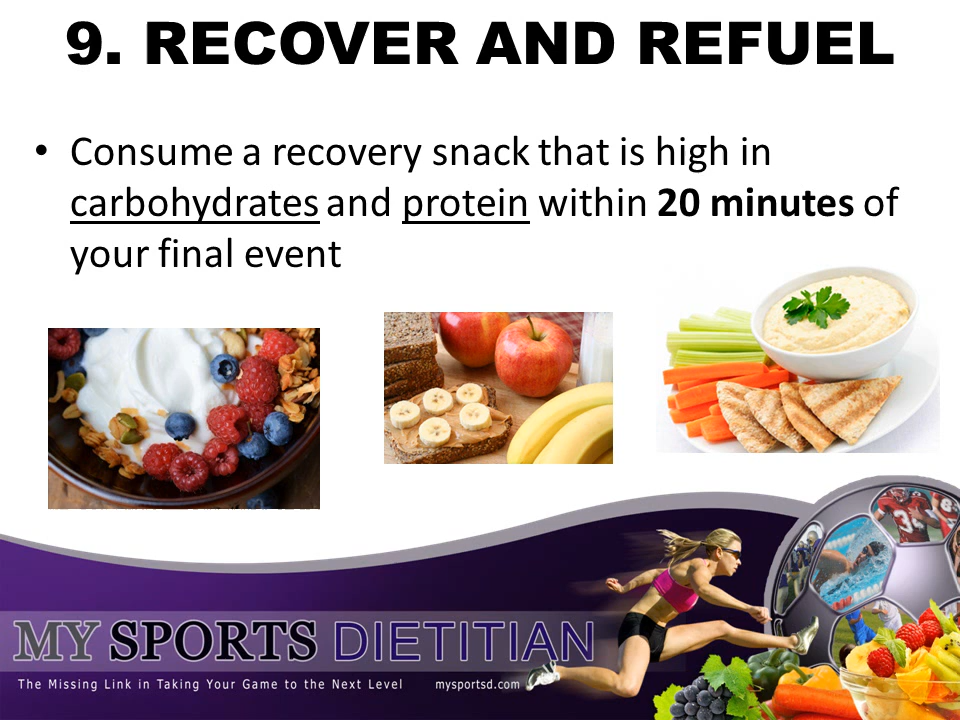 9. RECOVER AND REFUEL
• Consume a recovery snack that is high in
carbohydrates and protein within 20 minutes of
your final event
MY SPORTS DIETITIAN
The Missing Link in Taking Your Game to the Next Level mysportsd.com